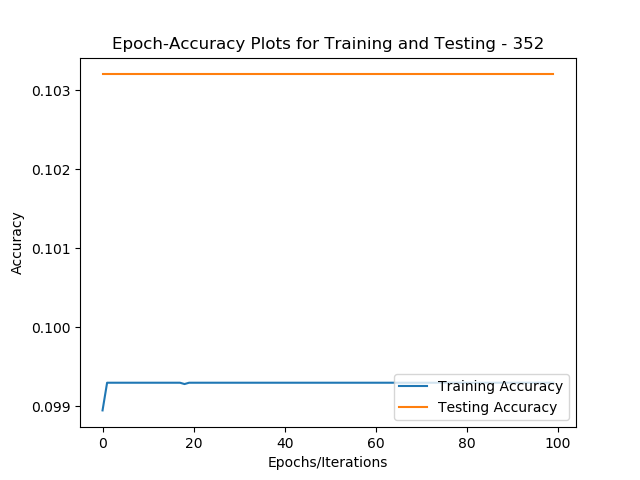 Epoch-Accuracy Plots for Training and Testing - 352
0.103
0.102
0.101
0.100
0.099
Accuracy
Training Accuracy
Testing Accuracy
0 20 40 60 80 100
Epochs/Iterations